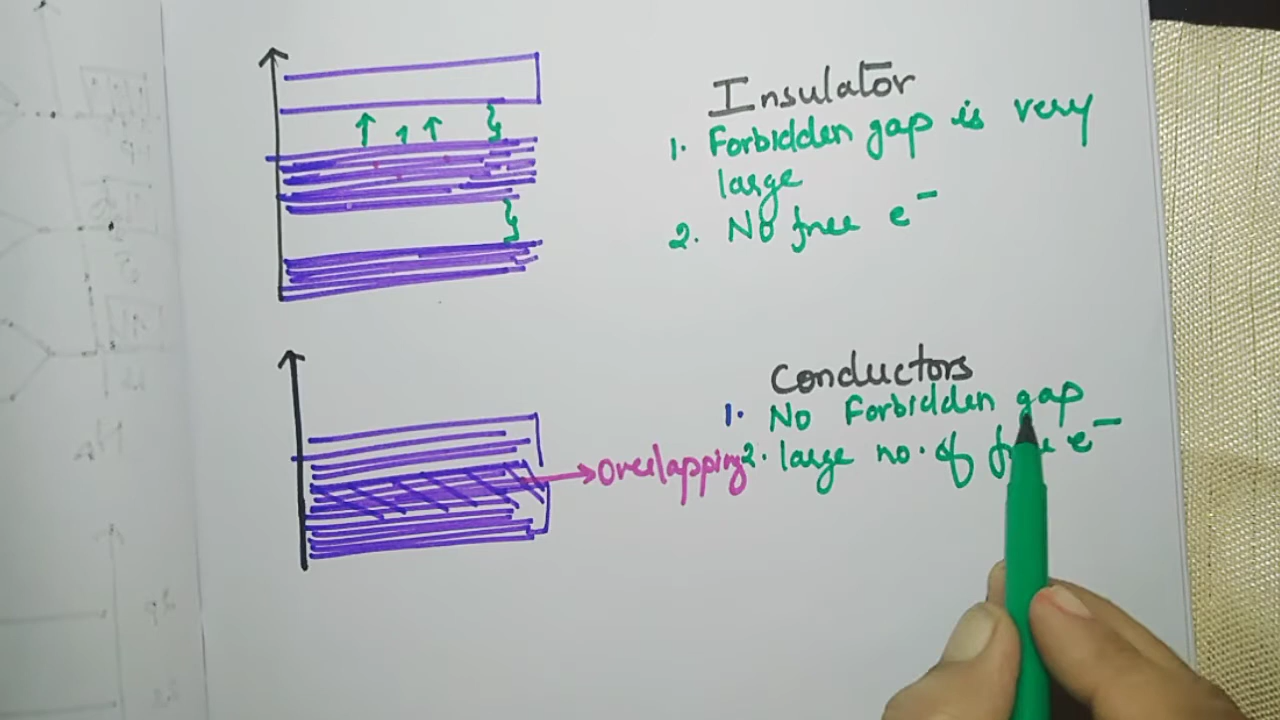 Insulator
1. Forbidden gap is very
large
2. No free e⁻
Conductors
1. No Forbidden gap
Overlapping
2. large no. of free e⁻